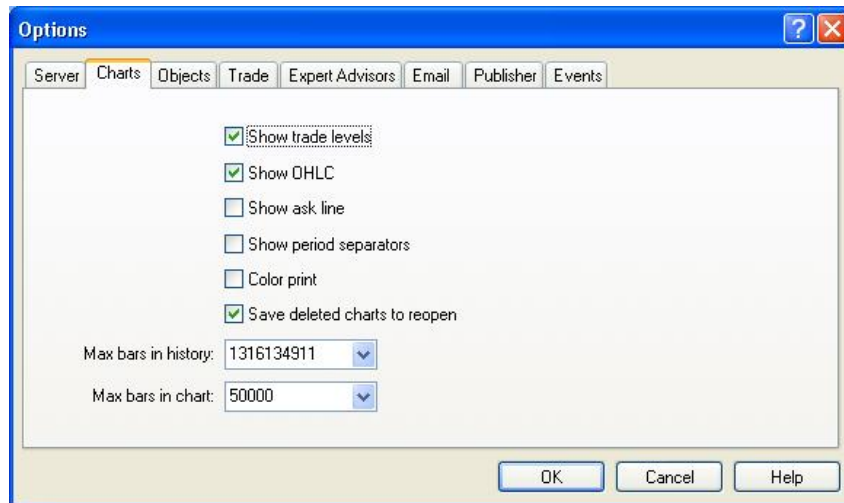 Options
Server Charts Objects Trade Expert Advisors Email Publisher Events
Show trade levels
Show OHLC
Show ask line
Show period separators
Color print
Save deleted charts to reopen
Max bars in history: 1316134911
Max bars in chart: 50000
OK Cancel Help